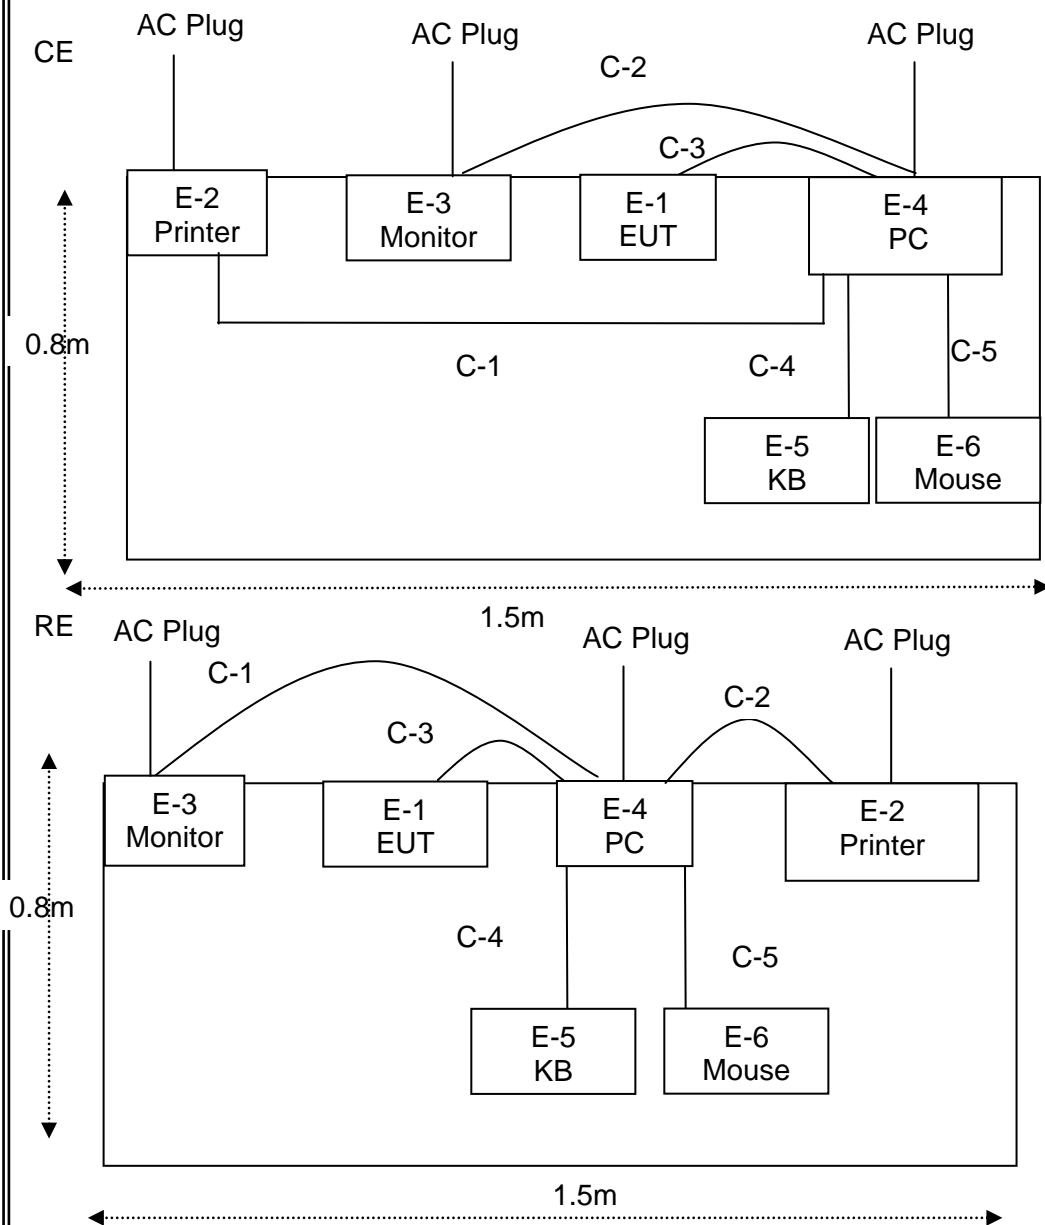 CE
AC Plug
AC Plug
AC Plug
C-2
C-3
E-2
Printer
E-3
Monitor
E-1
EUT
E-4
PC
0.8m
C-1
C-4
C-5
E-5
KB
E-6
Mouse
1.5m
RE
AC Plug
AC Plug
AC Plug
C-1
C-2
C-3
E-3
Monitor
E-1
EUT
E-4
PC
E-2
Printer
0.8m
C-4
C-5
E-5
KB
E-6
Mouse
1.5m